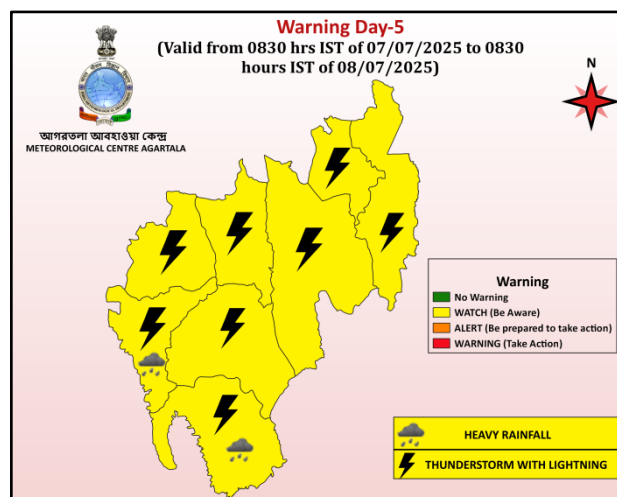 Warning Day-5
(Valid from 0830 hrs IST of 07/07/2025 to 0830
hours IST of 08/07/2025)
N
আগরতলা আবহাওয়া কেন্দ্র
METEOROLOGICAL CENTRE AGARTALA
Warning
No Warning
WATCH (Be Aware)
ALERT (Be prepared to take action)
WARNING (Take Action)
HEAVY RAINFALL
THUNDERSTORM WITH LIGHTNING